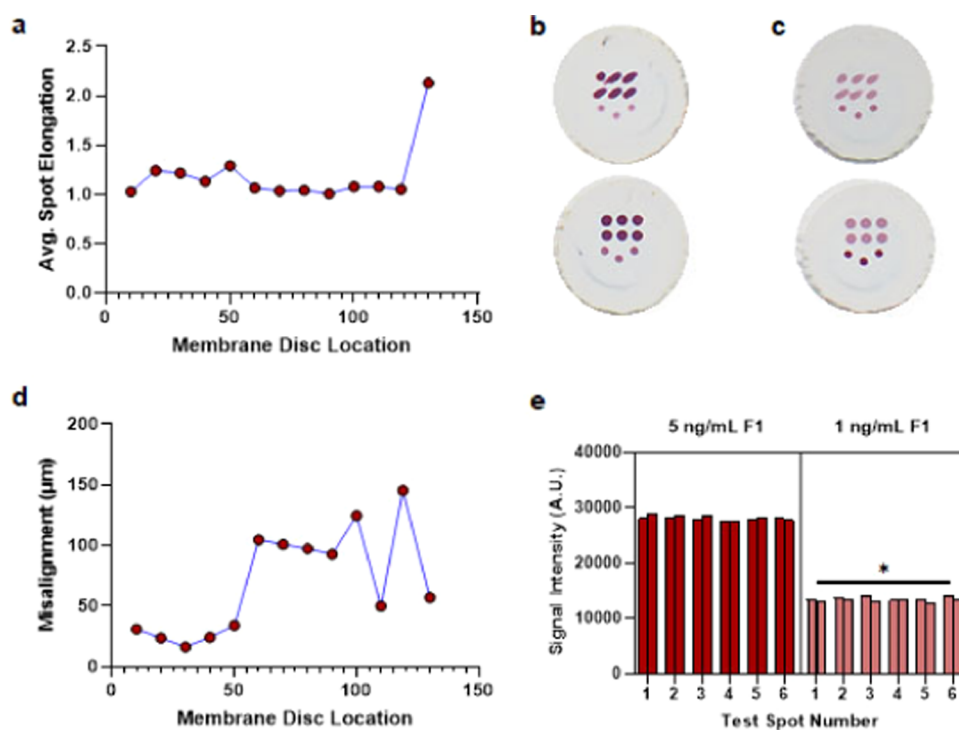 a
Avg. Spot Elongation
2.5
2.0
1.5
1.0
0.5
0.0
0 50 100 150
Membrane Disc Location
b
c
d
Misalignment (µm)
200
150
100
50
0
0 50 100 150
Membrane Disc Location
e
5 ng/mL F1 1 ng/mL F1
Signal Intensity (A.U.)
40000
30000
20000
10000
0
*
1 2 3 4 5 6 1 2 3 4 5 6
Test Spot Number